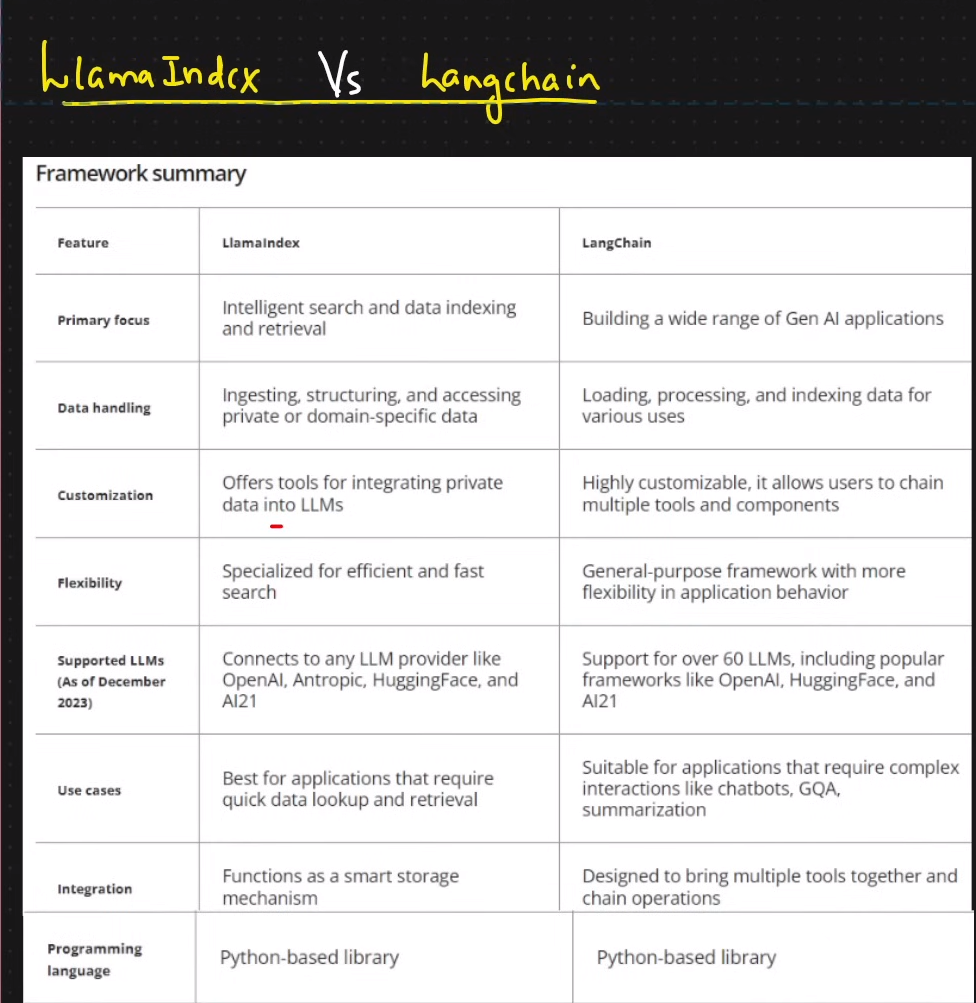 LlamaIndex Vs Langchain
Framework summary
Feature
LlamaIndex
LangChain
Primary focus
Intelligent search and data indexing
and retrieval
Building a wide range of Gen AI applications
Data handling
Ingesting, structuring, and accessing
private or domain-specific data
Loading, processing, and indexing data for
various uses
Customization
Offers tools for integrating private
data into LLMs
Highly customizable, it allows users to chain
multiple tools and components
Flexibility
Specialized for efficient and fast
search
General-purpose framework with more
flexibility in application behavior
Supported LLMs
(As of December
2023)
Connects to any LLM provider like
OpenAI, Antropic, HuggingFace, and
AI21
Support for over 60 LLMs, including popular
frameworks like OpenAI, HuggingFace, and
AI21
Use cases
Best for applications that require
quick data lookup and retrieval
Suitable for applications that require complex
interactions like chatbots, GQA,
summarization
Integration
Functions as a smart storage
mechanism
Designed to bring multiple tools together and
chain operations
Programming
language
Python-based library
Python-based library